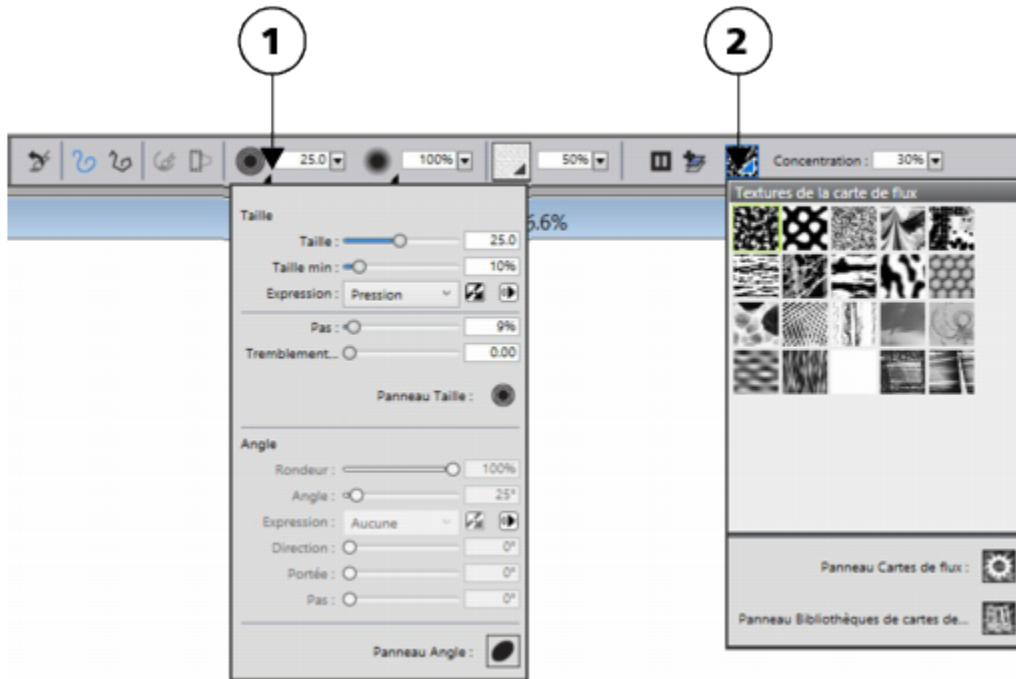 1
2
25.0
100%
50%
Concentration :
30%
6.6%
Taille
Taille :
25.0
Taille min :
10%
Expression :
Pression
Pas :
9%
Tremblement...
0.00
Panneau Taille :
Angle
Rondeur :
100%
Angle :
25°
Expression :
Aucune
Direction :
0°
Portée :
0°
Pas :
0°
Panneau Angle :
Textures de la carte de flux
Panneau Cartes de flux :
Panneau Bibliothèques de cartes de...